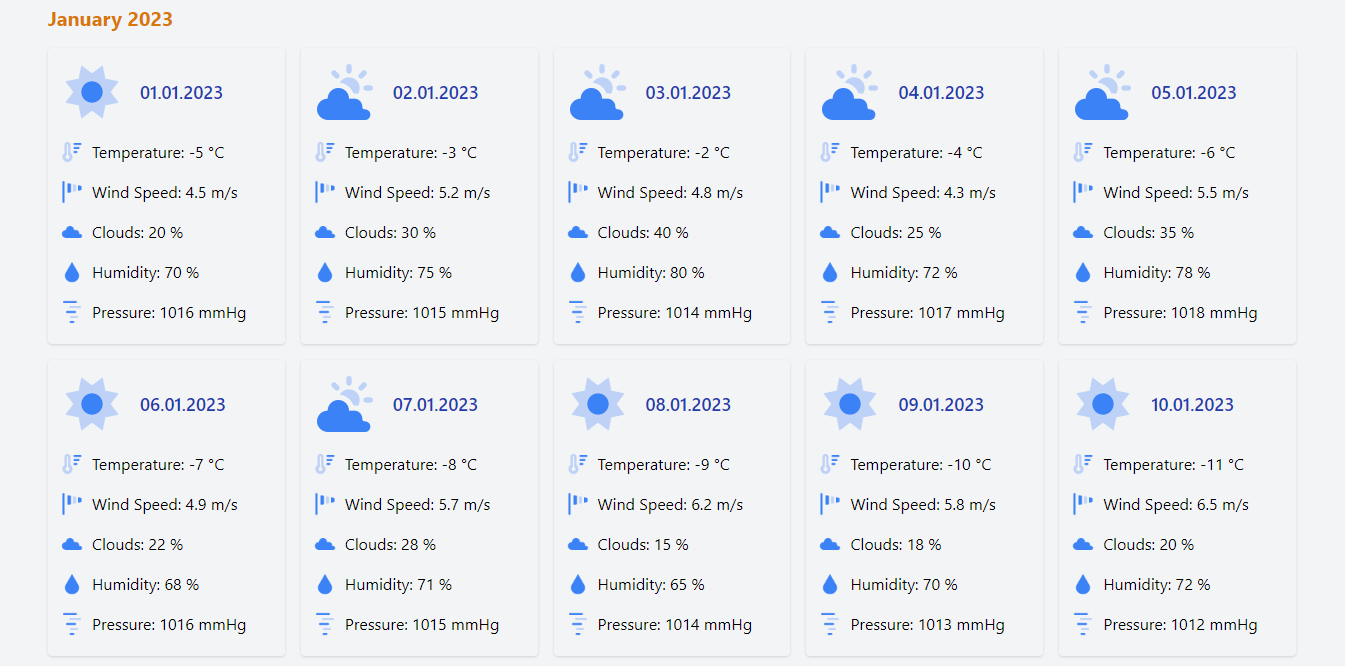 January 2023
01.01.2023
Temperature: -5 °C
Wind Speed: 4.5 m/s
Clouds: 20 %
Humidity: 70 %
Pressure: 1016 mmHg
02.01.2023
Temperature: -3 °C
Wind Speed: 5.2 m/s
Clouds: 30 %
Humidity: 75 %
Pressure: 1015 mmHg
03.01.2023
Temperature: -2 °C
Wind Speed: 4.8 m/s
Clouds: 40 %
Humidity: 80 %
Pressure: 1014 mmHg
04.01.2023
Temperature: -4 °C
Wind Speed: 4.3 m/s
Clouds: 25 %
Humidity: 72 %
Pressure: 1017 mmHg
05.01.2023
Temperature: -6 °C
Wind Speed: 5.5 m/s
Clouds: 35 %
Humidity: 78 %
Pressure: 1018 mmHg
06.01.2023
Temperature: -7 °C
Wind Speed: 4.9 m/s
Clouds: 22 %
Humidity: 68 %
Pressure: 1016 mmHg
07.01.2023
Temperature: -8 °C
Wind Speed: 5.7 m/s
Clouds: 28 %
Humidity: 71 %
Pressure: 1015 mmHg
08.01.2023
Temperature: -9 °C
Wind Speed: 6.2 m/s
Clouds: 15 %
Humidity: 65 %
Pressure: 1014 mmHg
09.01.2023
Temperature: -10 °C
Wind Speed: 5.8 m/s
Clouds: 18 %
Humidity: 70 %
Pressure: 1013 mmHg
10.01.2023
Temperature: -11 °C
Wind Speed: 6.5 m/s
Clouds: 20 %
Humidity: 72 %
Pressure: 1012 mmHg